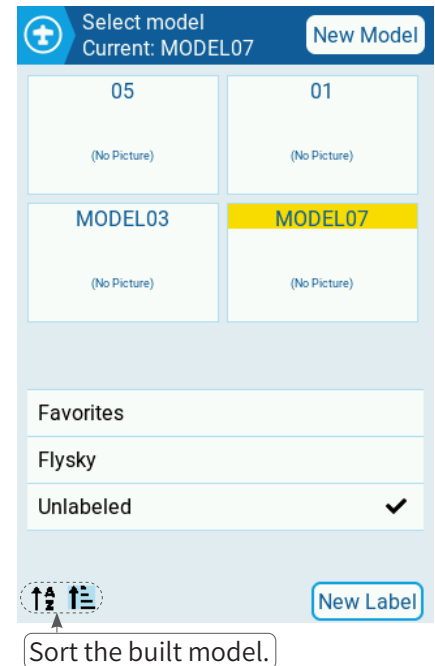 Select model
Current: MODEL07
New Model
05
01
(No Picture)
(No Picture)
MODEL03
MODEL07
(No Picture)
(No Picture)
Favorites
Flysky
Unlabeled
New Label
Sort the built model.